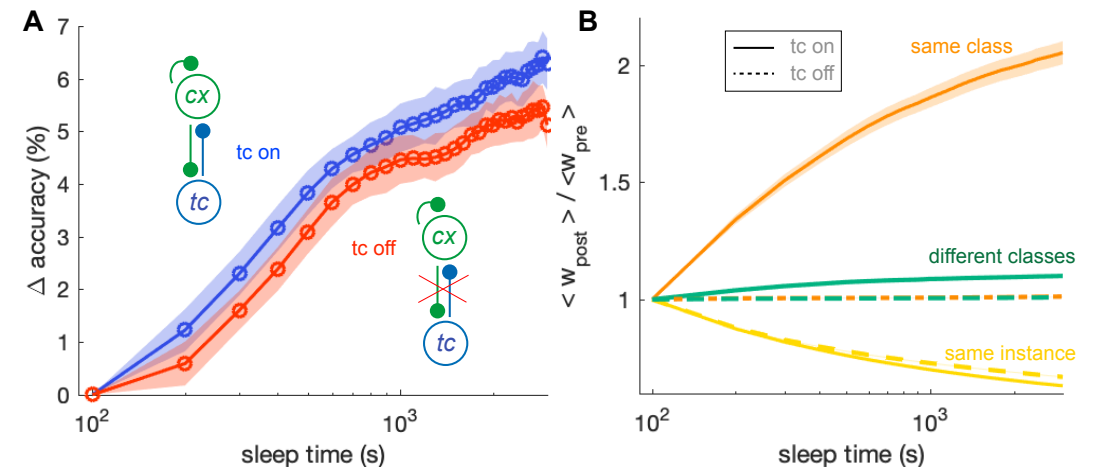 A
7
6
5
4
3
2
1
0
Δ accuracy (%)
cx
tc
tc on
tc off
cx
tc
10²
10³
sleep time (s)
B
tc on
tc off
same class
different classes
same instance
2
1.5
1
< w_post > / <w_pre >
10²
10³
sleep time (s)